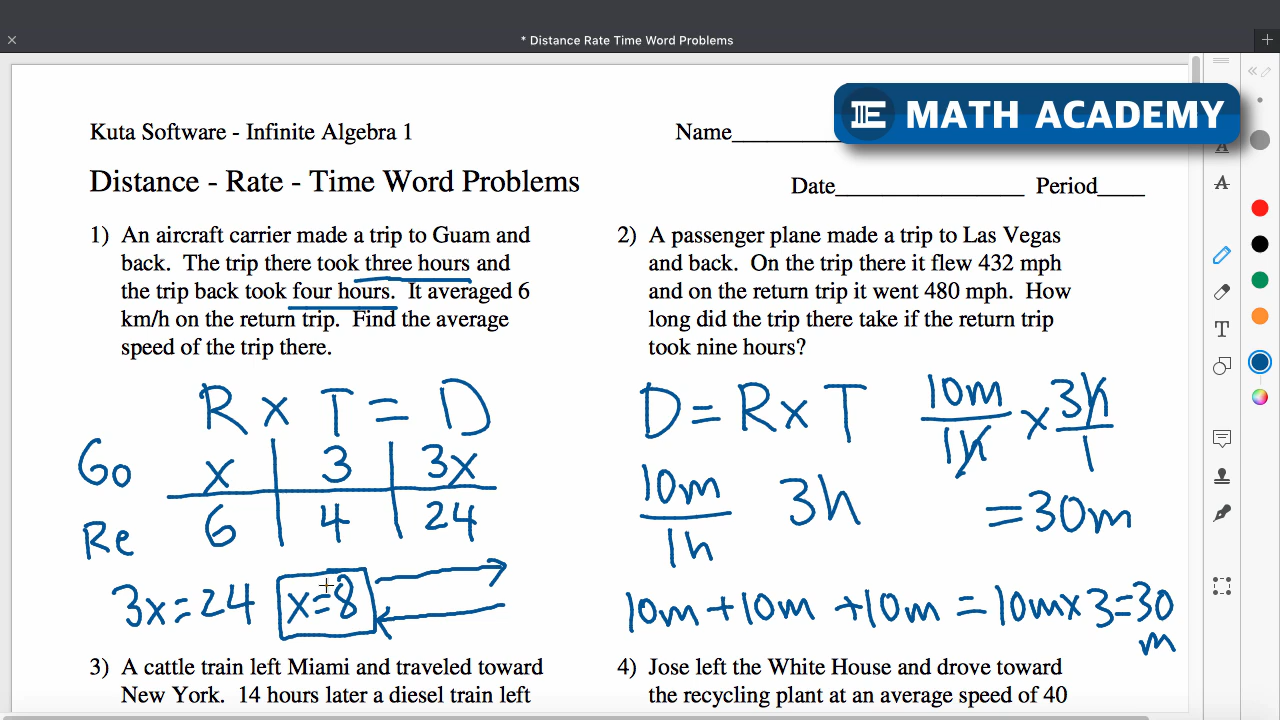 * Distance Rate Time Word Problems
MATH ACADEMY
Kuta Software - Infinite Algebra 1
Name
Distance - Rate - Time Word Problems
Date Period
1) An aircraft carrier made a trip to Guam and
back. The trip there took three hours and
the trip back took four hours. It averaged 6
km/h on the return trip. Find the average
speed of the trip there.
R x T = D
Go x 3 3x
Re 6 4 24
3x=24 x=8
2) A passenger plane made a trip to Las Vegas
and back. On the trip there it flew 432 mph
and on the return trip it went 480 mph. How
long did the trip there take if the return trip
took nine hours?
D = R x T
10m
1h
3h
10m x 3h
1h 1
= 30m
10m + 10m + 10m = 10m x 3 = 30
m
3) A cattle train left Miami and traveled toward
New York. 14 hours later a diesel train left
4) Jose left the White House and drove toward
the recycling plant at an average speed of 40